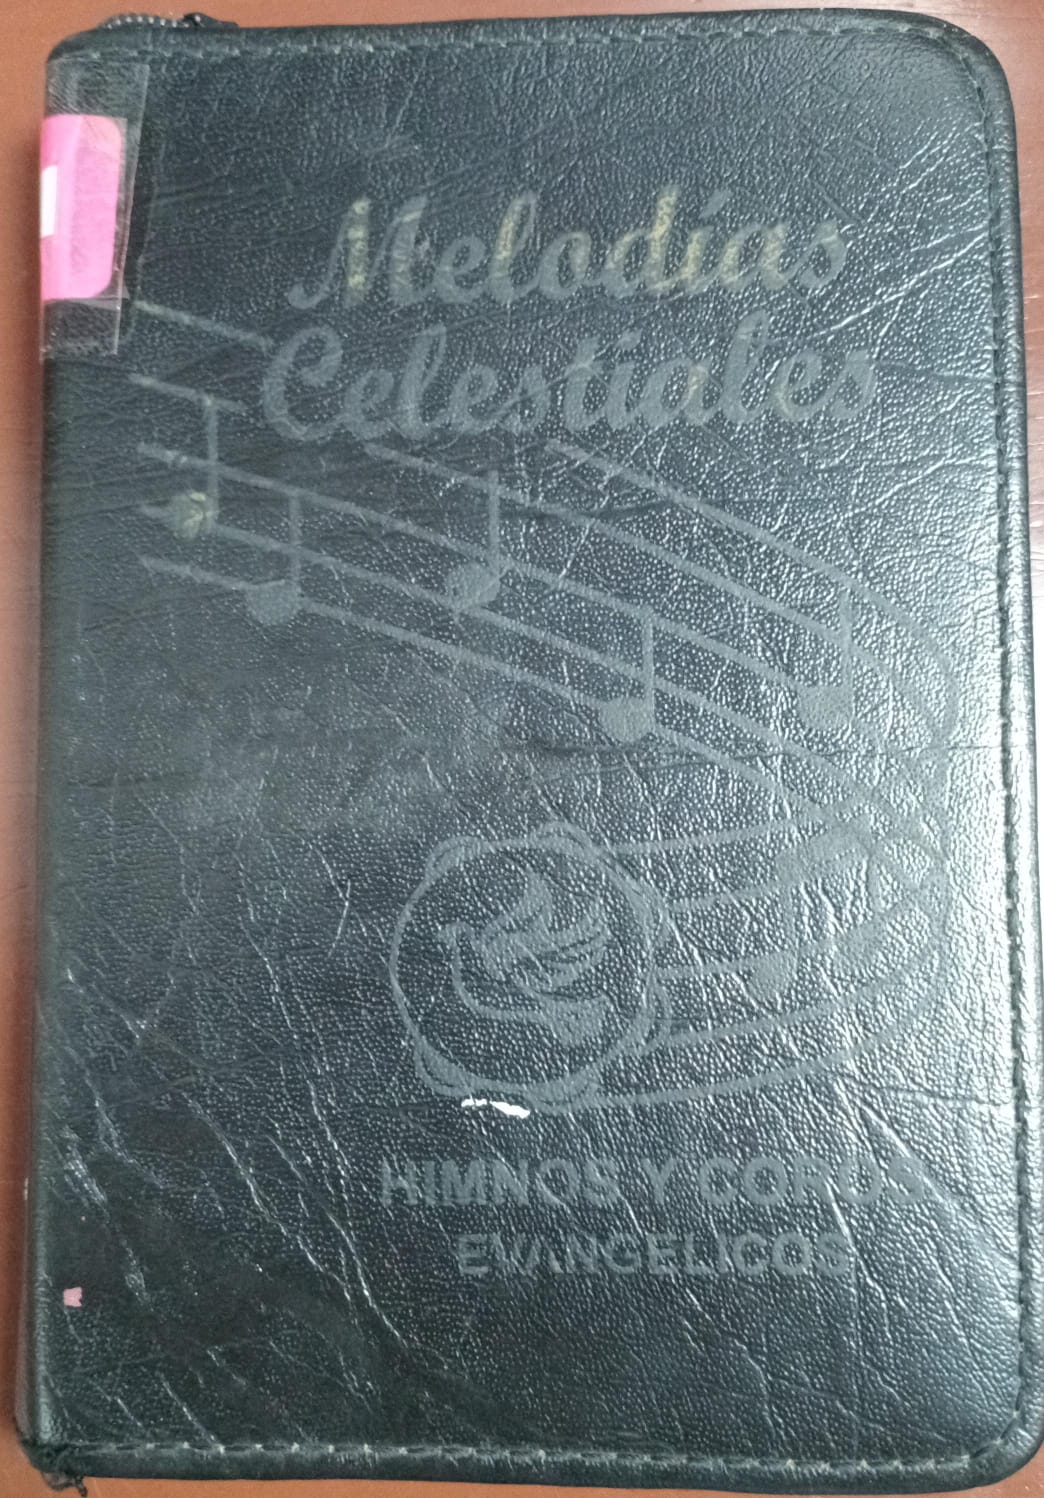 Melodías
Celestiales
HIMNOS Y COROS
EVANGELICOS